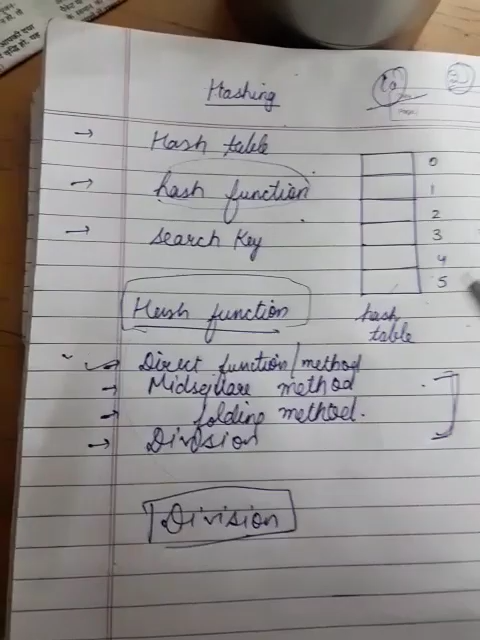 Hashing
→ Hash table
→ hash function
→ search Key
0
1
2
3
4
5
hash
table
Hash function
→ Direct function/method
→ Midsquare method
→ folding method.
→ Division
Division